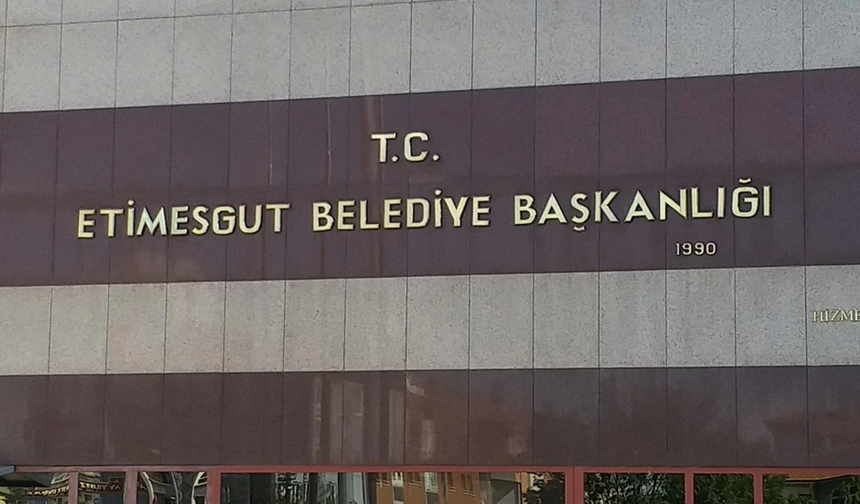 T.C.
ETİMESGUT BELEDİYE BAŞKANLIĞI
1990